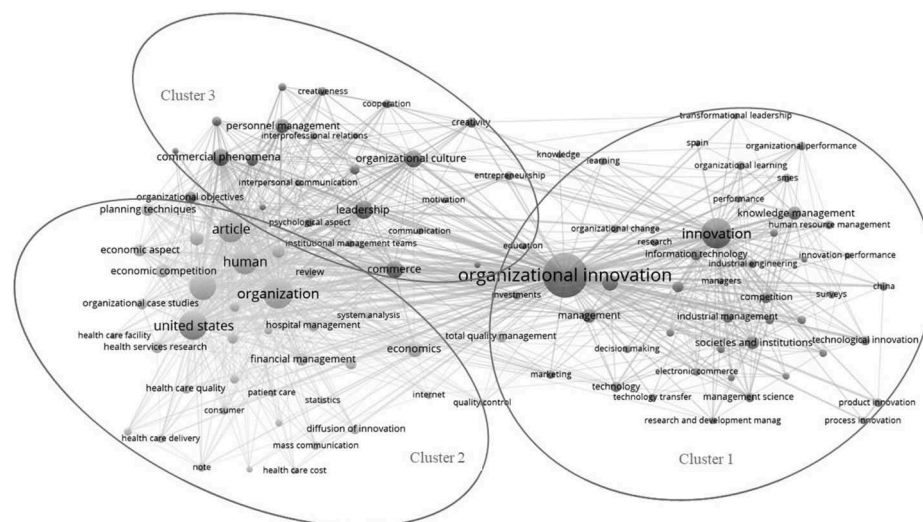 Cluster 3
creativeness
cooperation
personnel management
interprofessional relations
creativity
commercial phenomena
organizational culture
interpersonal communication
entrepreneurship
knowledge
learning
organizational objectives
motivation
planning techniques
leadership
psychological aspect
communication
article
institutional management teams
education
economic aspect
human
review
commerce
economic competition
organization
organizational case studies
system analysis
united states
hospital management
health care facility
health services research
financial management
economics
total quality management
health care quality
patient care
statistics
internet
quality control
consumer
diffusion of innovation
health care delivery
mass communication
note
health care cost
Cluster 2
transformational leadership
spain
organizational performance
organizational learning
smes
performance
knowledge management
organizational change
innovation
human resource management
research
information technology
industrial engineering
innovation performance
organizational innovation
managers
china
investments
competition
surveys
management
industrial management
societies and institutions
technological innovation
decision making
marketing
electronic commerce
technology
technology transfer
management science
product innovation
research and development manag
process innovation
Cluster 1